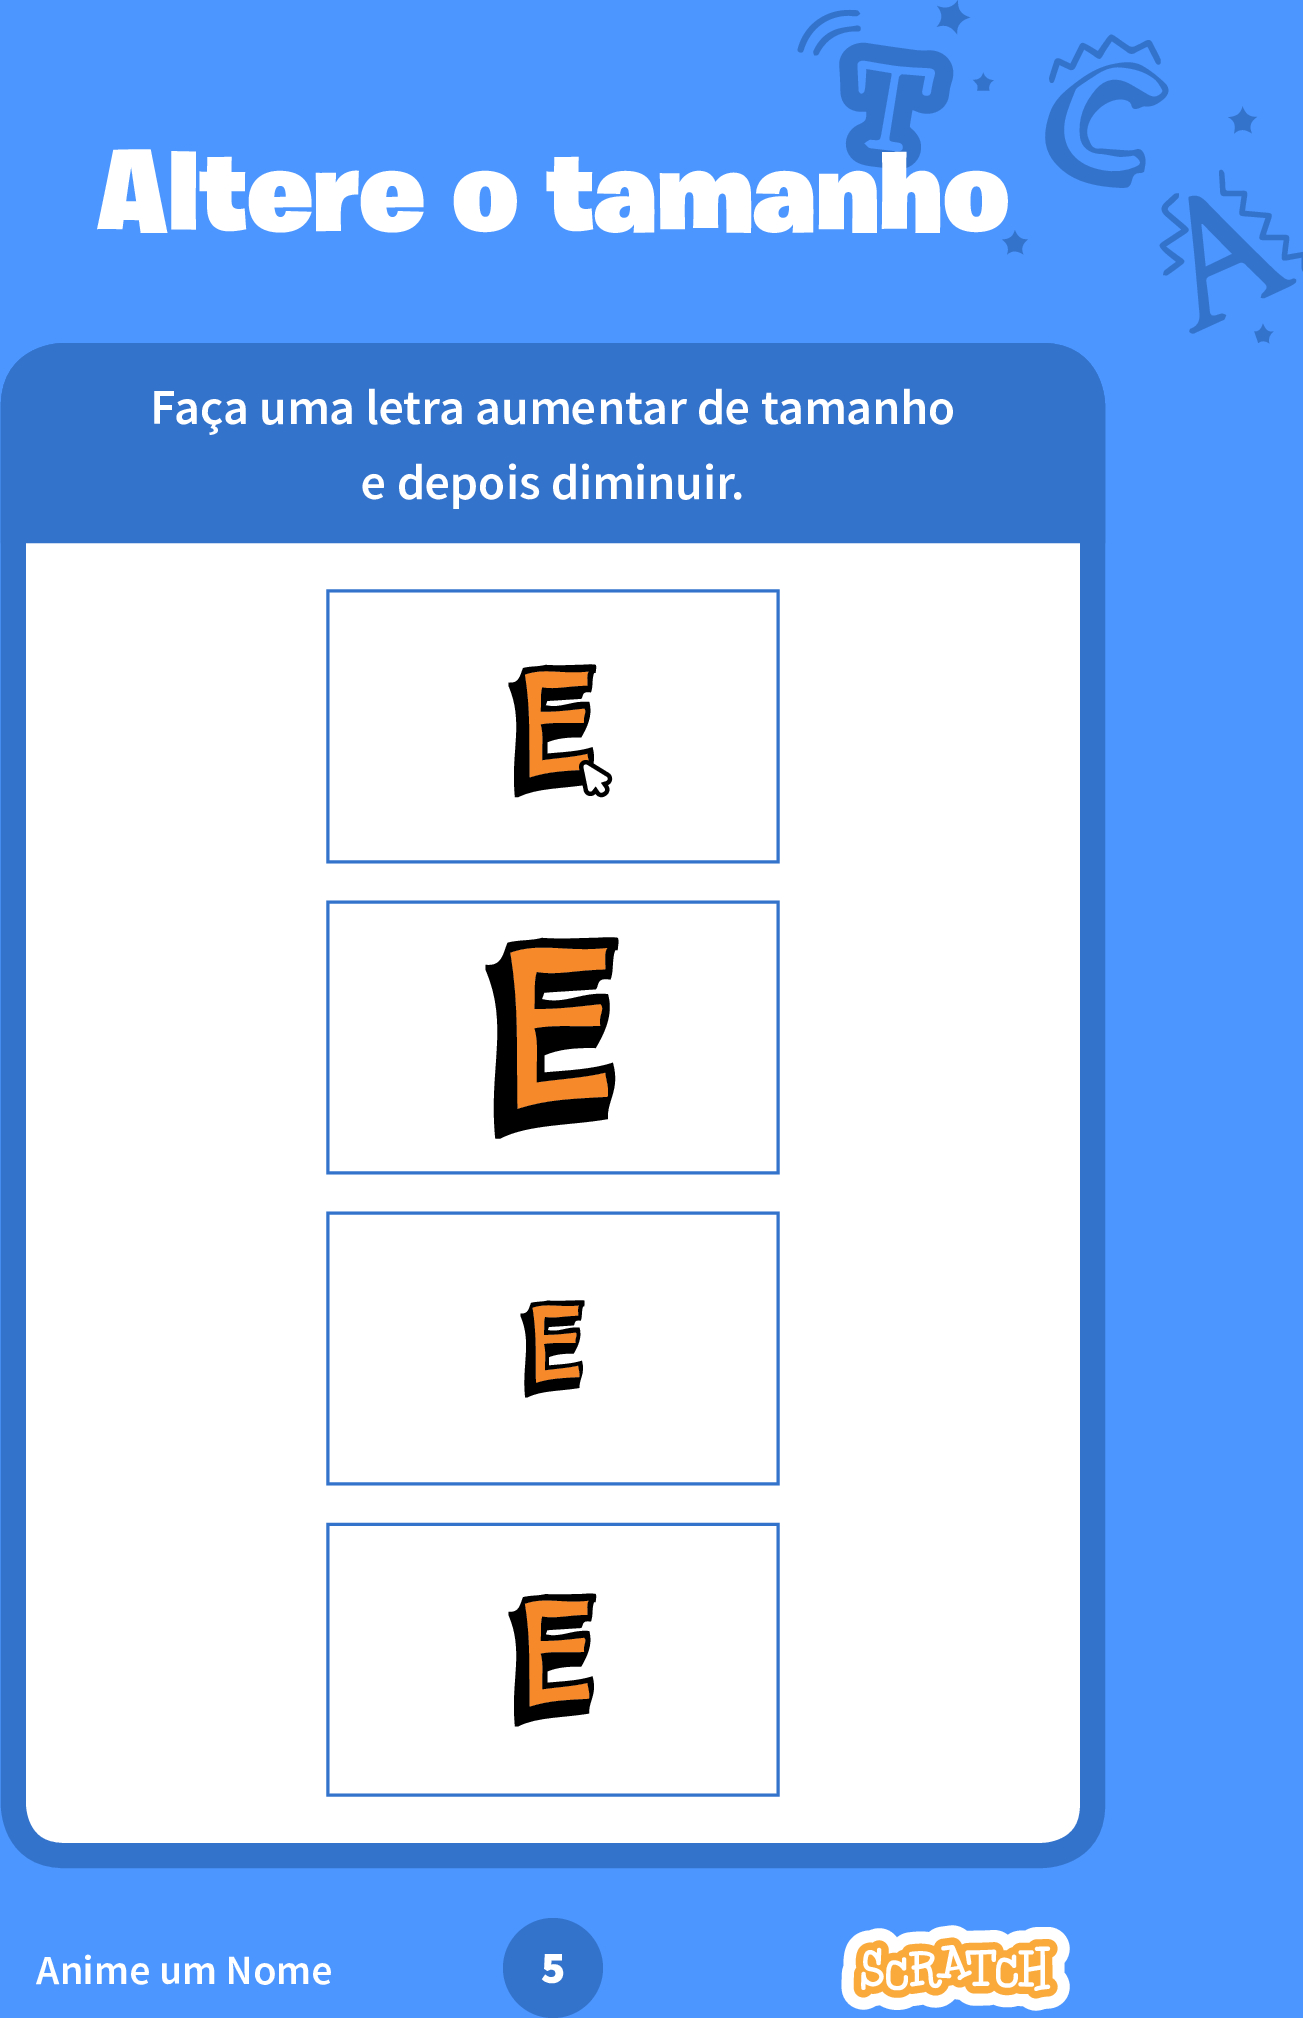 T C A
Altere o tamanho
Faça uma letra aumentar de tamanho
e depois diminuir.
E
E
E
E
Anime um Nome
5
SCRATCH